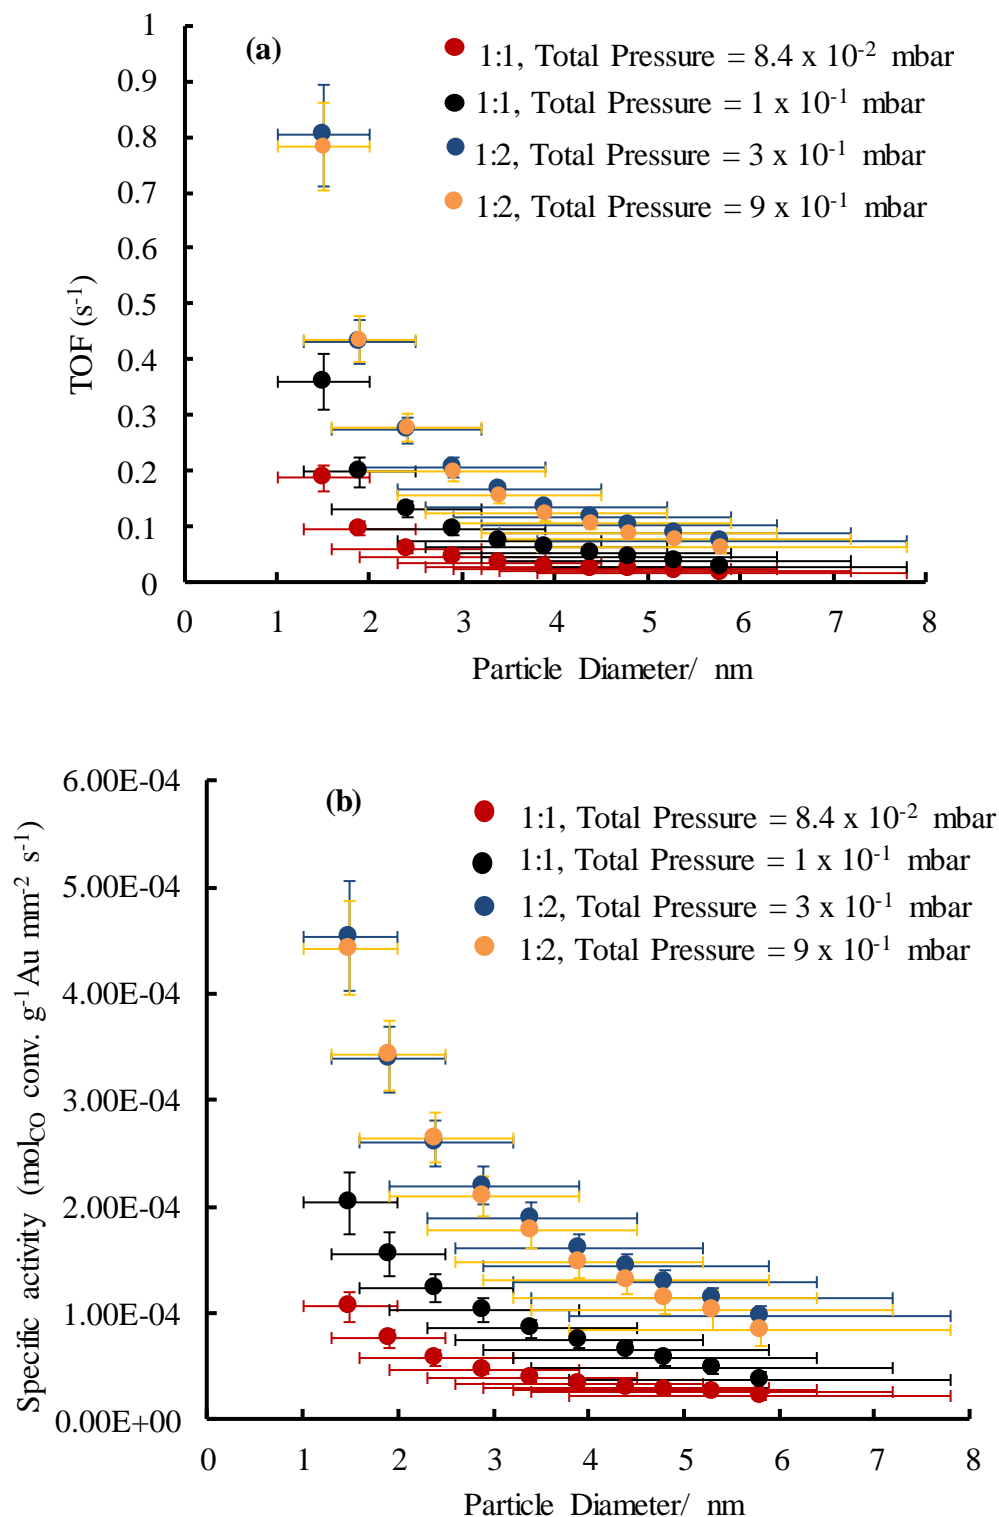 (a)
1:1, Total Pressure = 8.4 x 10⁻² mbar
1:1, Total Pressure = 1 x 10⁻¹ mbar
1:2, Total Pressure = 3 x 10⁻¹ mbar
1:2, Total Pressure = 9 x 10⁻¹ mbar
TOF (s⁻¹)
1
0.9
0.8
0.7
0.6
0.5
0.4
0.3
0.2
0.1
0
0 1 2 3 4 5 6 7 8
Particle Diameter/ nm
(b)
1:1, Total Pressure = 8.4 x 10⁻² mbar
1:1, Total Pressure = 1 x 10⁻¹ mbar
1:2, Total Pressure = 3 x 10⁻¹ mbar
1:2, Total Pressure = 9 x 10⁻¹ mbar
Specific activity (mol_CO conv. g⁻¹Au mm⁻² s⁻¹)
6.00E-04
5.00E-04
4.00E-04
3.00E-04
2.00E-04
1.00E-04
0.00E+00
0 1 2 3 4 5 6 7 8
Particle Diameter/ nm